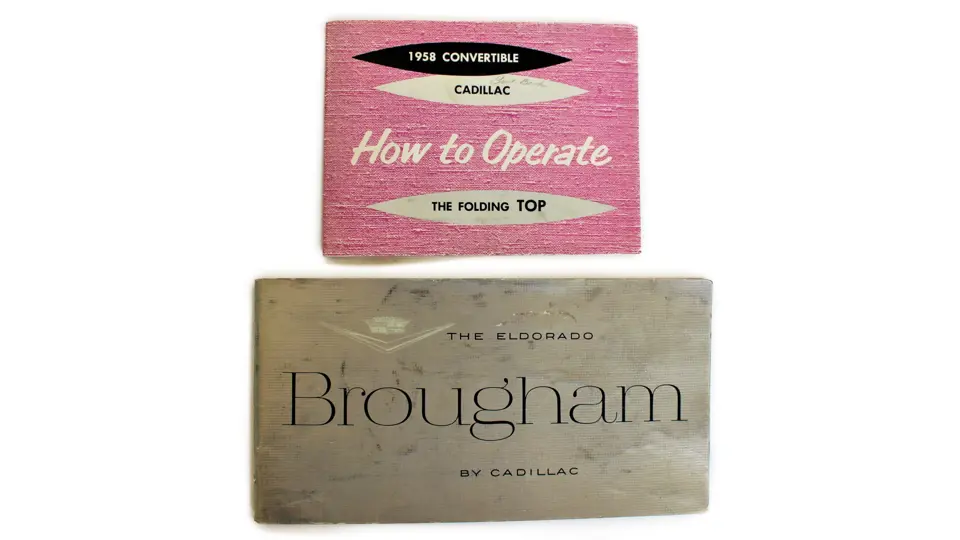 1958 CONVERTIBLE
CADILLAC
How to Operate
THE FOLDING TOP
THE ELDORADO
Brougham
BY CADILLAC